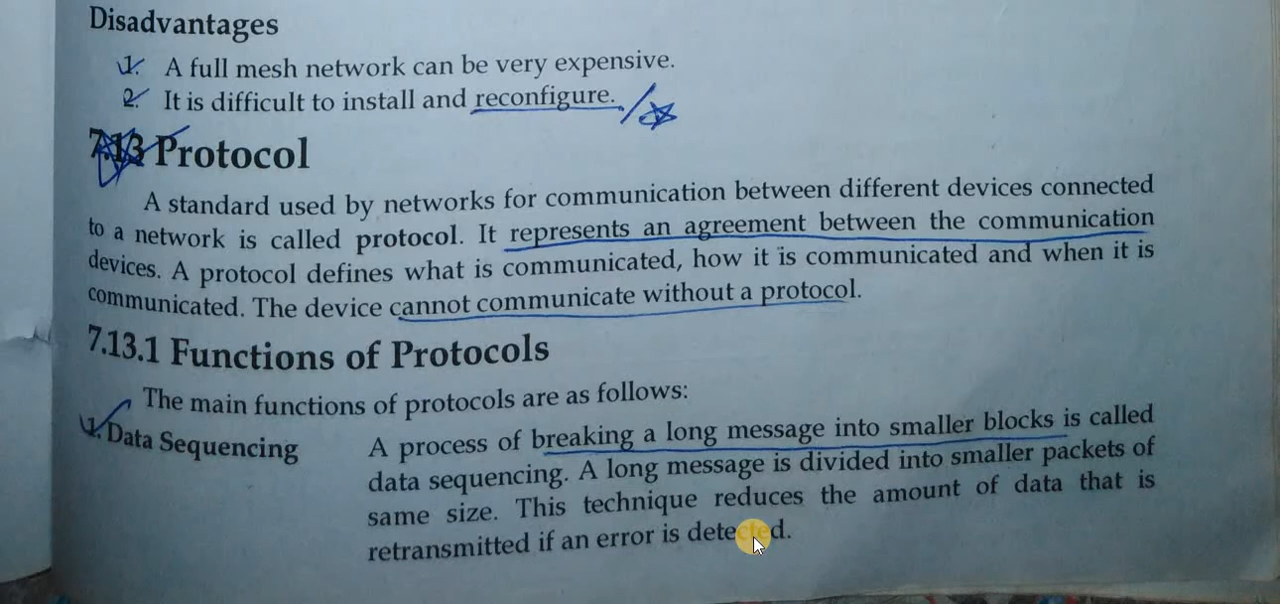 Disadvantages
1. A full mesh network can be very expensive.
2. It is difficult to install and reconfigure.
7.13 Protocol
A standard used by networks for communication between different devices connected
to a network is called protocol. It represents an agreement between the communication
devices. A protocol defines what is communicated, how it is communicated and when it is
communicated. The device cannot communicate without a protocol.
7.13.1 Functions of Protocols
The main functions of protocols are as follows:
1. Data Sequencing
A process of breaking a long message into smaller blocks is called
data sequencing. A long message is divided into smaller packets of
same size. This technique reduces the amount of data that is
retransmitted if an error is detected.